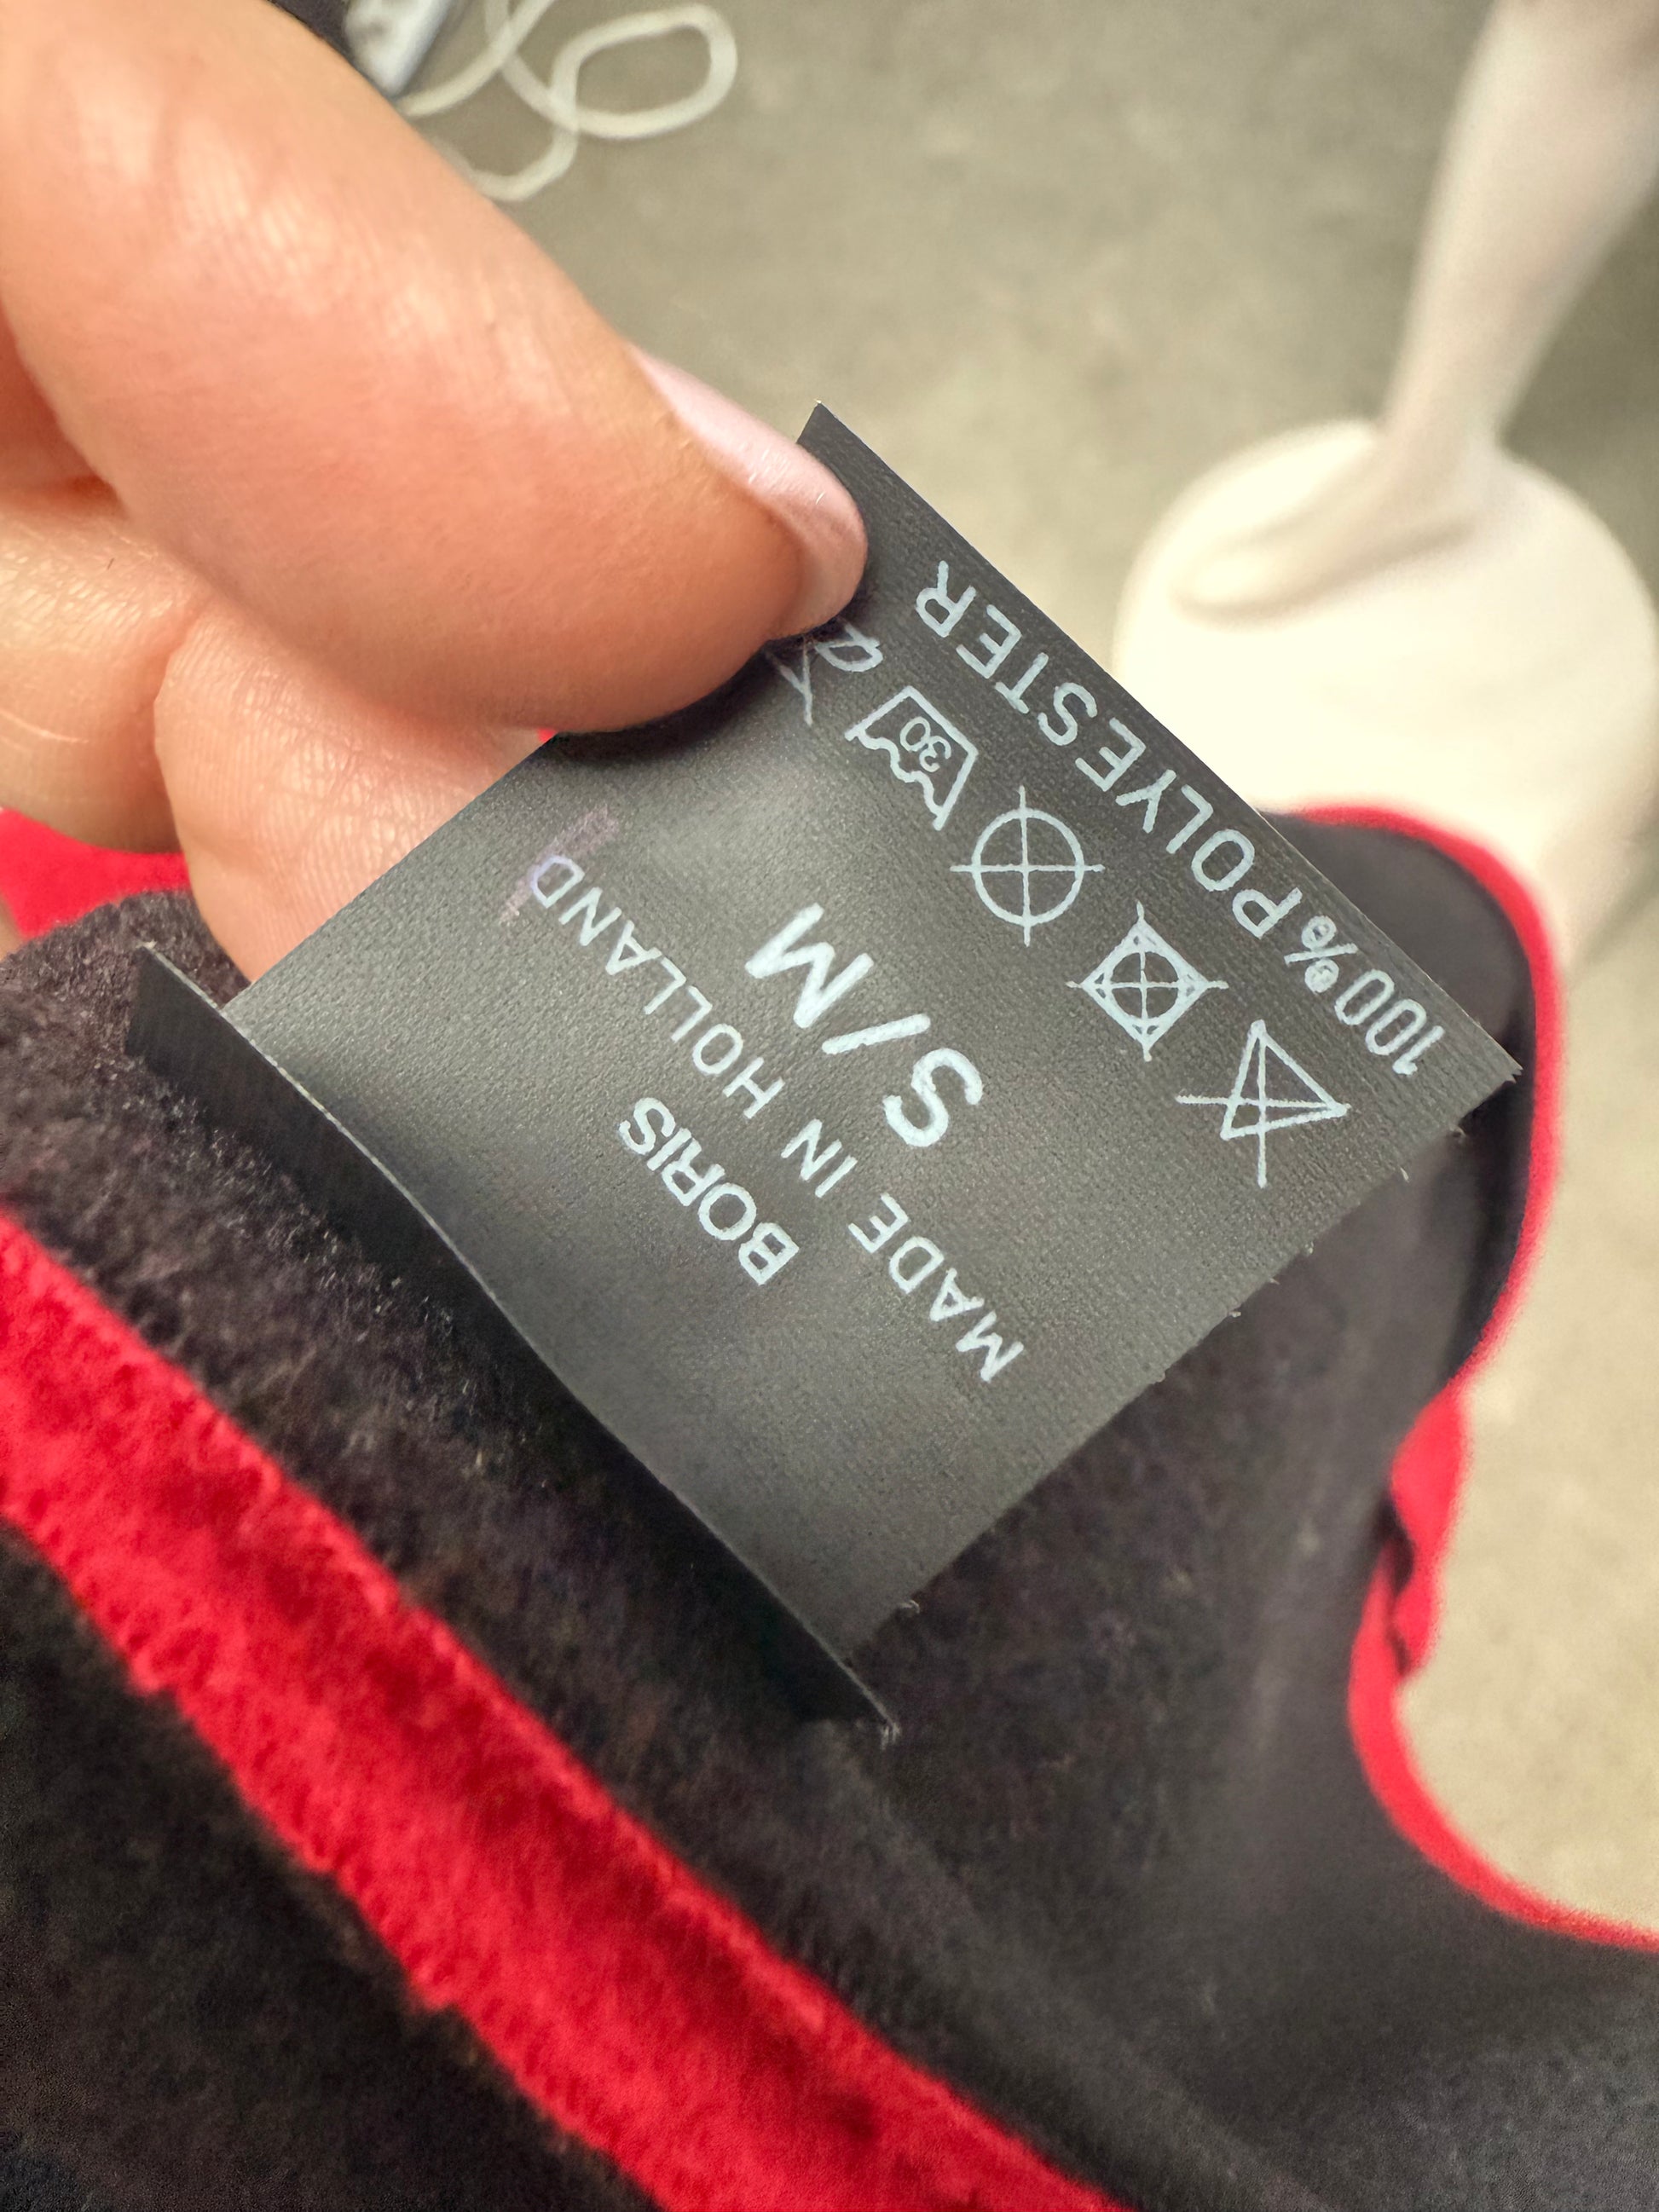 100% POLYESTER
30
S/M
MADE IN HOLLAND
BORIS